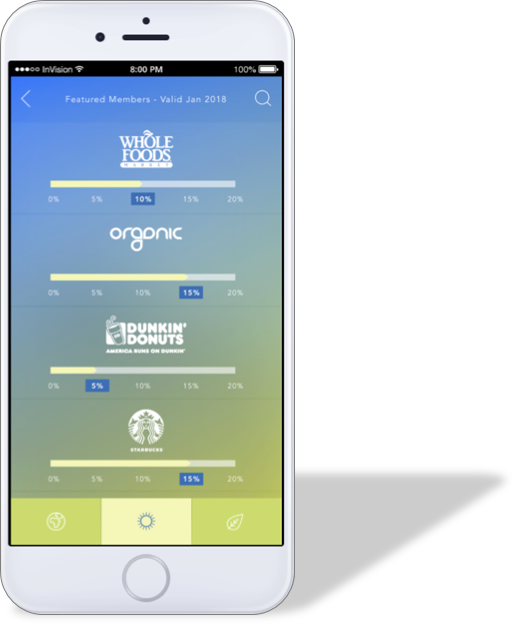 InVision
8:00 PM
100%
Featured Members - Valid Jan 2018
WHOLE
FOODS
MARKET
0% 5% 10% 15% 20%
organic
0% 5% 10% 15% 20%
DUNKIN'
DONUTS
AMERICA RUNS ON DUNKIN'
0% 5% 10% 15% 20%
STARBUCKS
0% 5% 10% 15% 20%